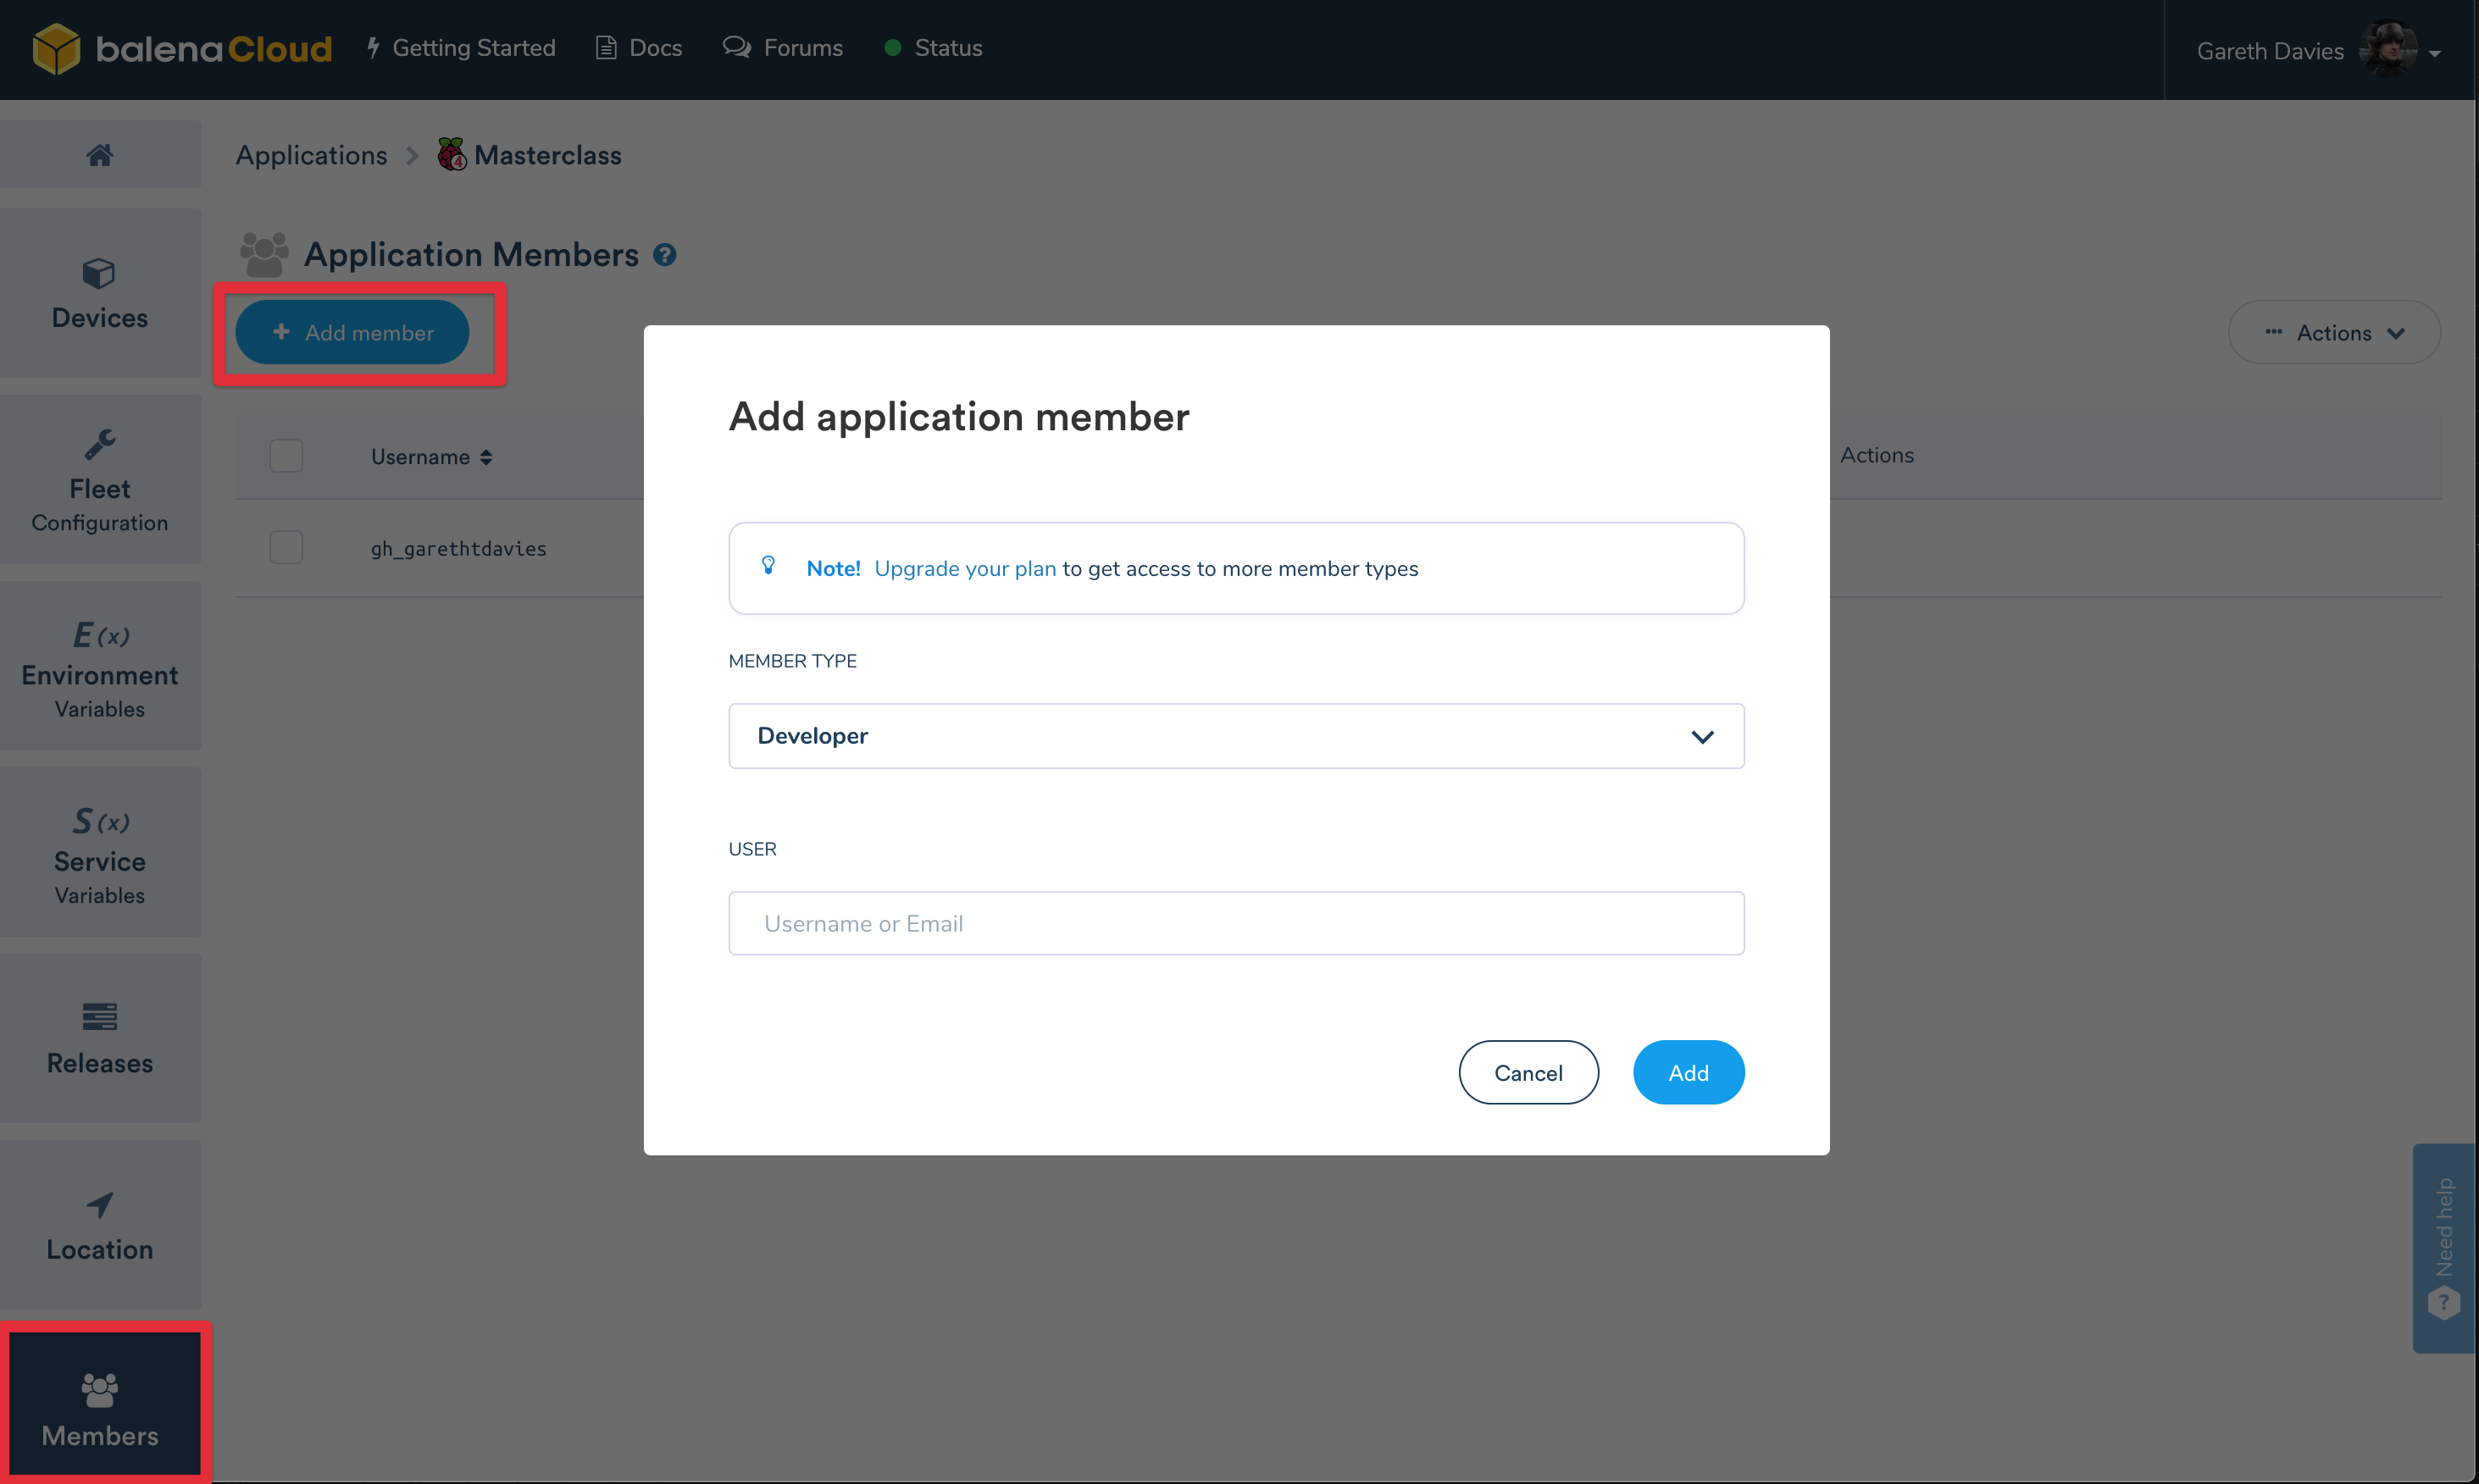 balenaCloud Getting Started Docs Forums Status Gareth Davies
Applications Masterclass
Application Members ?
+ Add member
Actions
Username
Actions
gh_garethtdavies
Devices
Fleet
Configuration
E(x)
Environment
Variables
S(x)
Service
Variables
Releases
Location
Members
Add application member
Note! Upgrade your plan to get access to more member types
MEMBER TYPE
Developer
USER
Username or Email
Cancel Add
Need help
?
4